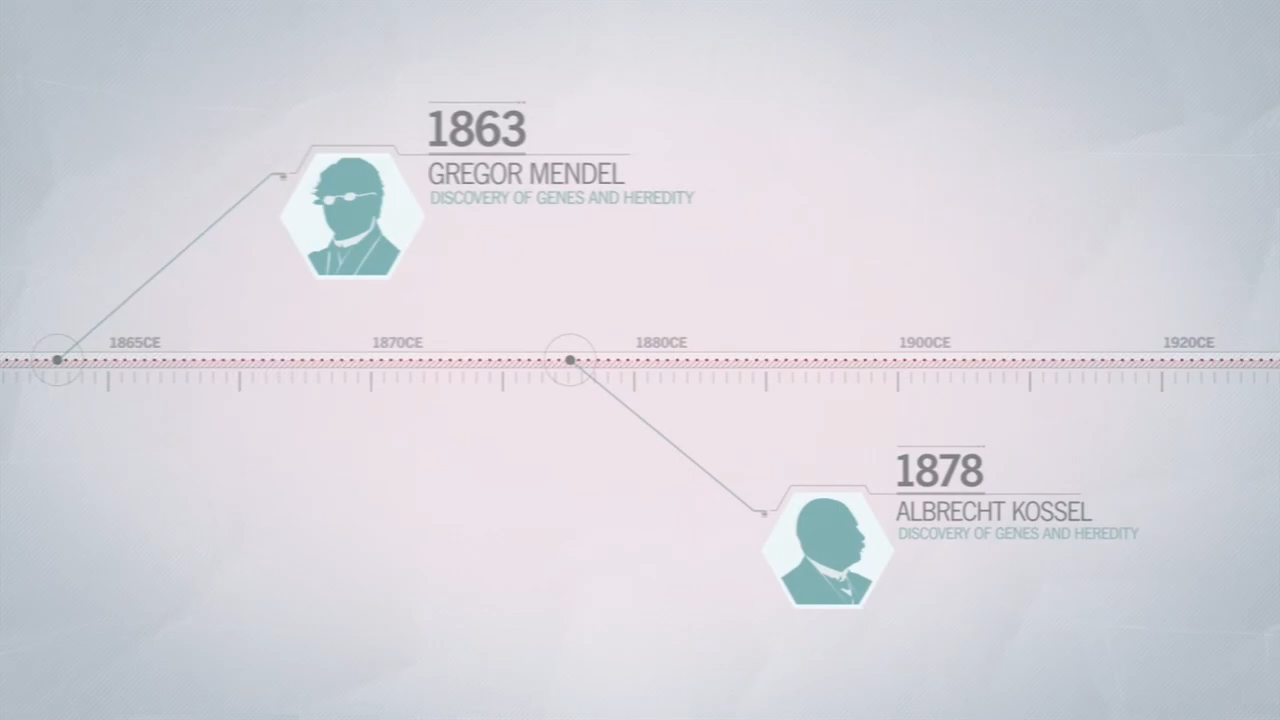 1863
GREGOR MENDEL
DISCOVERY OF GENES AND HEREDITY
1865CE
1870CE
1880CE
1900CE
1920CE
1878
ALBRECHT KOSSEL
DISCOVERY OF GENES AND HEREDITY